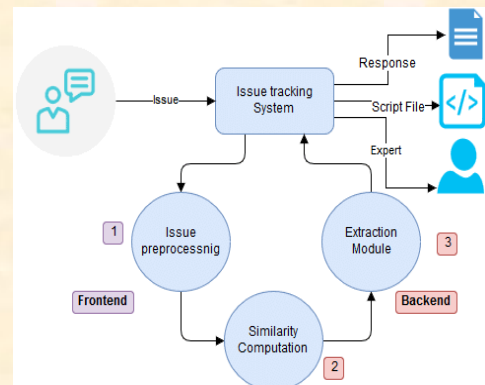 Response
Issue
Issue tracking
System
Script File
</>
Expert
1
Issue
preprocessnig
Extraction
Module
3
Frontend
Backend
Similarity
Computation
2